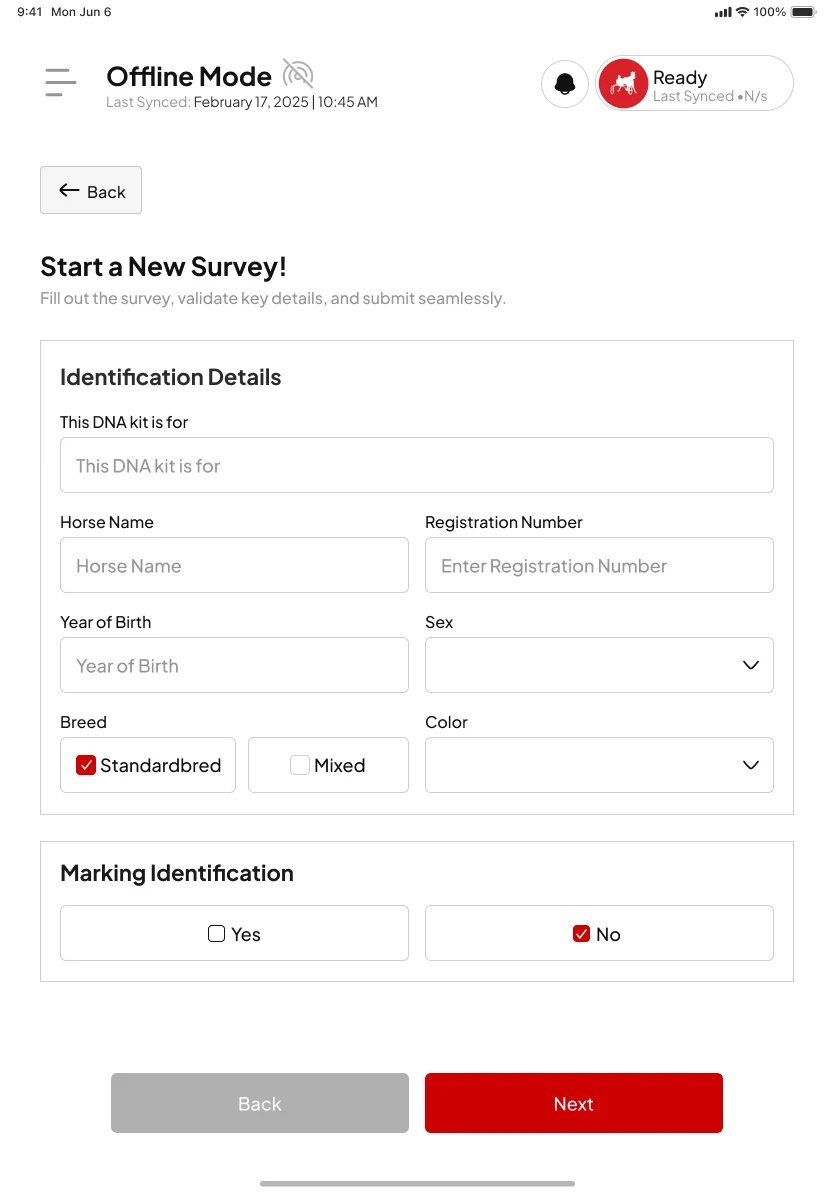 9:41 Mon Jun 6 100%
Offline Mode
Last Synced: February 17, 2025 | 10:45 AM
Ready
Last Synced •N/s
Back
Start a New Survey!
Fill out the survey, validate key details, and submit seamlessly.
Identification Details
This DNA kit is for
This DNA kit is for
Horse Name Registration Number
Horse Name Enter Registration Number
Year of Birth Sex
Year of Birth
Breed Color
Standardbred Mixed
Marking Identification
Yes No
Back Next